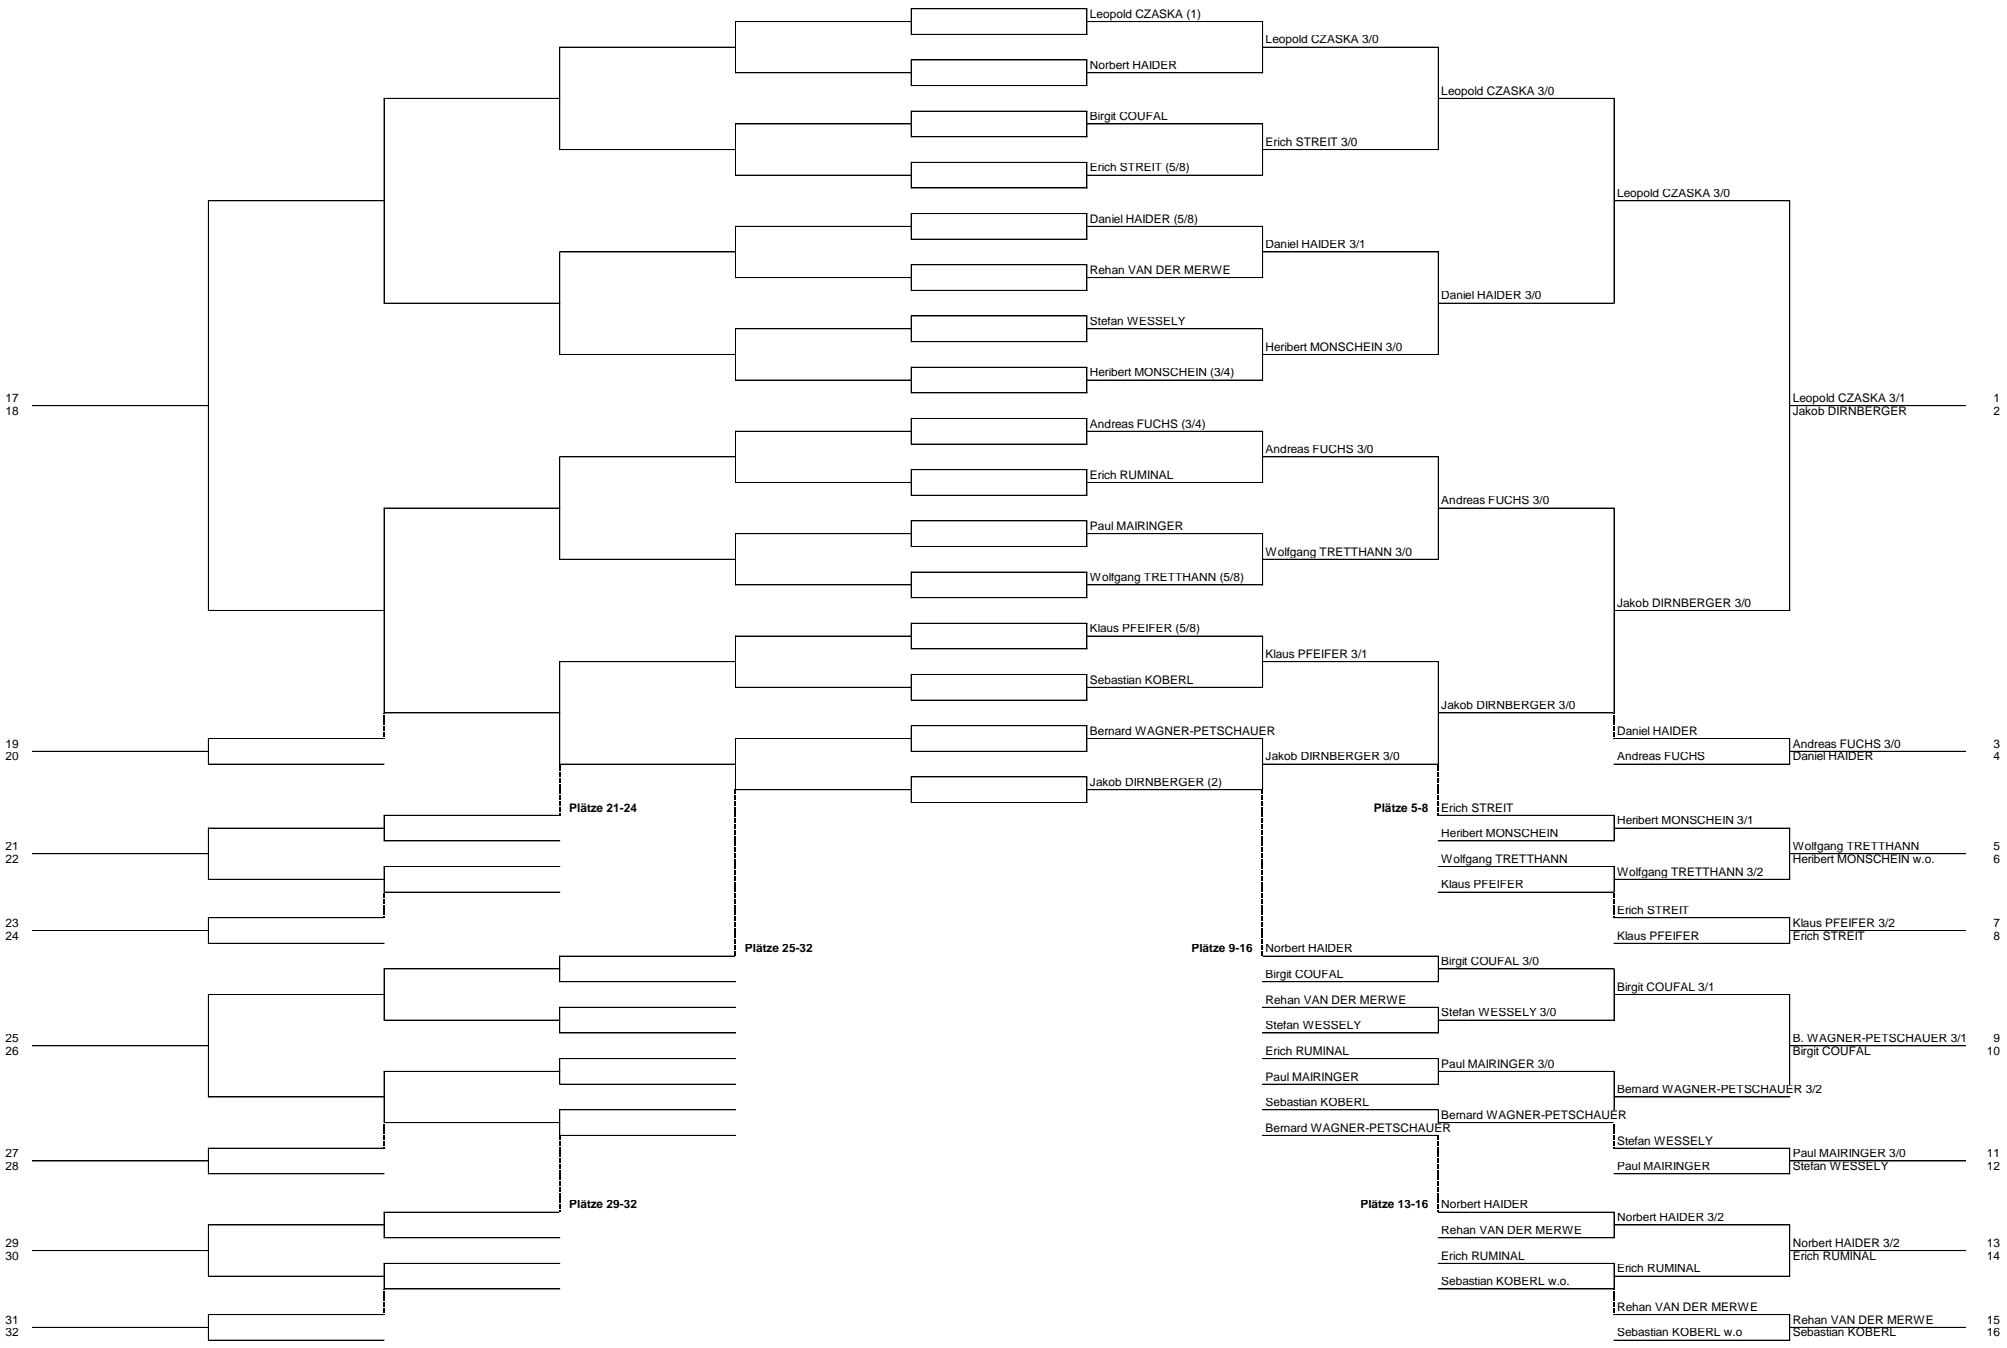 Leopold CZASKA (1)
Leopold CZASKA 3/0
Norbert HAIDER
Leopold CZASKA 3/0
Birgit COUFAL
Erich STREIT 3/0
Erich STREIT (5/8)
Leopold CZASKA 3/0
Daniel HAIDER (5/8)
Daniel HAIDER 3/1
Rehan VAN DER MERWE
Daniel HAIDER 3/0
Stefan WESSELY
Heribert MONSCHEIN 3/0
Heribert MONSCHEIN (3/4)
17
18
Leopold CZASKA 3/1 1
Jakob DIRNBERGER 2
Andreas FUCHS (3/4)
Andreas FUCHS 3/0
Erich RUMINAL
Andreas FUCHS 3/0
Paul MAIRINGER
Wolfgang TRETTHANN 3/0
Wolfgang TRETTHANN (5/8)
Jakob DIRNBERGER 3/0
Klaus PFEIFER (5/8)
Klaus PFEIFER 3/1
Sebastian KOBERL
Jakob DIRNBERGER 3/0
Bernard WAGNER-PETSCHAUER
Daniel HAIDER
19
20
Andreas FUCHS 3/0 3
Jakob DIRNBERGER 3/0
Andreas FUCHS
Daniel HAIDER 4
Jakob DIRNBERGER (2)
Plätze 21-24
Plätze 5-8
Erich STREIT
Heribert MONSCHEIN 3/1
Heribert MONSCHEIN
21
22
Wolfgang TRETTHANN 5
Heribert MONSCHEIN w.o. 6
Wolfgang TRETTHANN
Wolfgang TRETTHANN 3/2
Klaus PFEIFER
Erich STREIT
23
24
Klaus PFEIFER 3/2 7
Klaus PFEIFER
Erich STREIT 8
Plätze 25-32
Plätze 9-16
Norbert HAIDER
Birgit COUFAL 3/0
Birgit COUFAL
Birgit COUFAL 3/1
Rehan VAN DER MERWE
Stefan WESSELY 3/0
Stefan WESSELY
25
26
B. WAGNER-PETSCHAUER 3/1 9
Birgit COUFAL 10
Erich RUMINAL
Paul MAIRINGER 3/0
Paul MAIRINGER
Bernard WAGNER-PETSCHAUER 3/2
Sebastian KOBERL
Bernard WAGNER-PETSCHAUER
Bernard WAGNER-PETSCHAUER
Stefan WESSELY
27
28
Paul MAIRINGER 3/0 11
Paul MAIRINGER
Stefan WESSELY 12
Plätze 29-32
Plätze 13-16
Norbert HAIDER
Norbert HAIDER 3/2
Rehan VAN DER MERWE
29
30
Norbert HAIDER 3/2 13
Erich RUMINAL 14
Erich RUMINAL
Erich RUMINAL
Sebastian KOBERL w.o.
Rehan VAN DER MERWE
31
32
Rehan VAN DER MERWE 15
Sebastian KOBERL w.o
Sebastian KOBERL 16